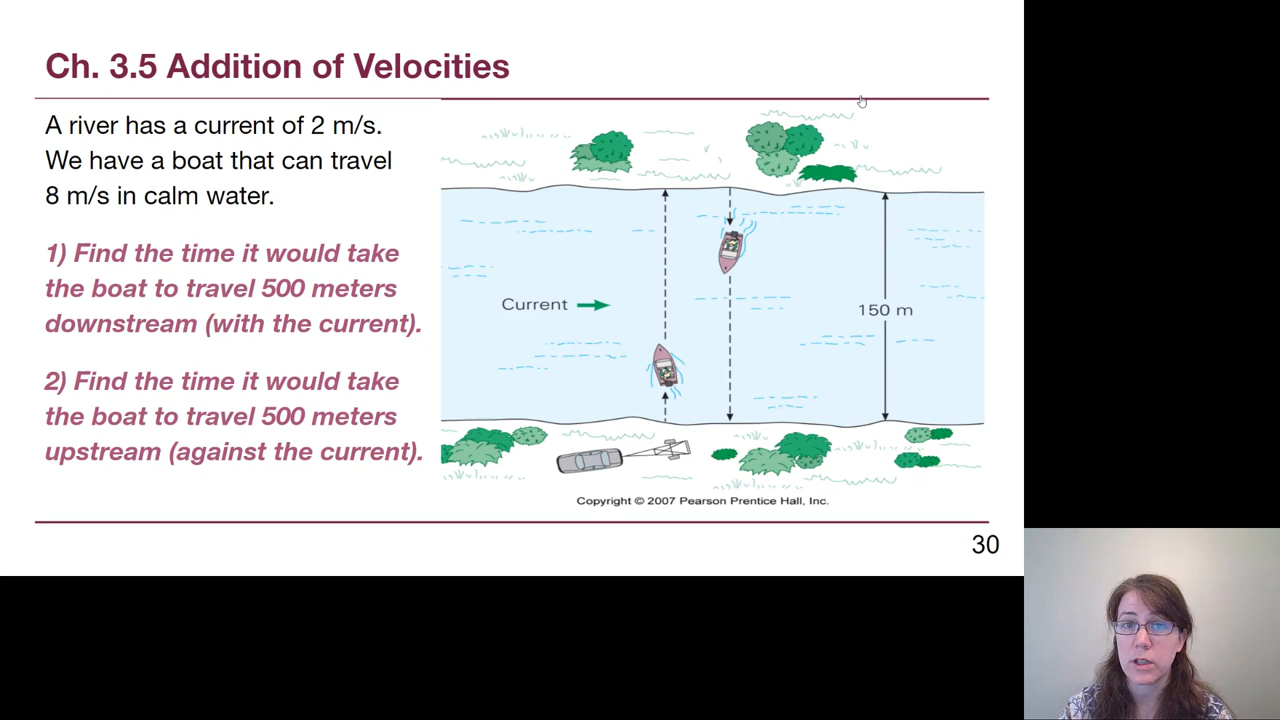 Ch. 3.5 Addition of Velocities
A river has a current of 2 m/s.
We have a boat that can travel
8 m/s in calm water.
1) Find the time it would take
the boat to travel 500 meters
downstream (with the current).
2) Find the time it would take
the boat to travel 500 meters
upstream (against the current).
Current
150 m
Copyright © 2007 Pearson Prentice Hall, Inc.
30